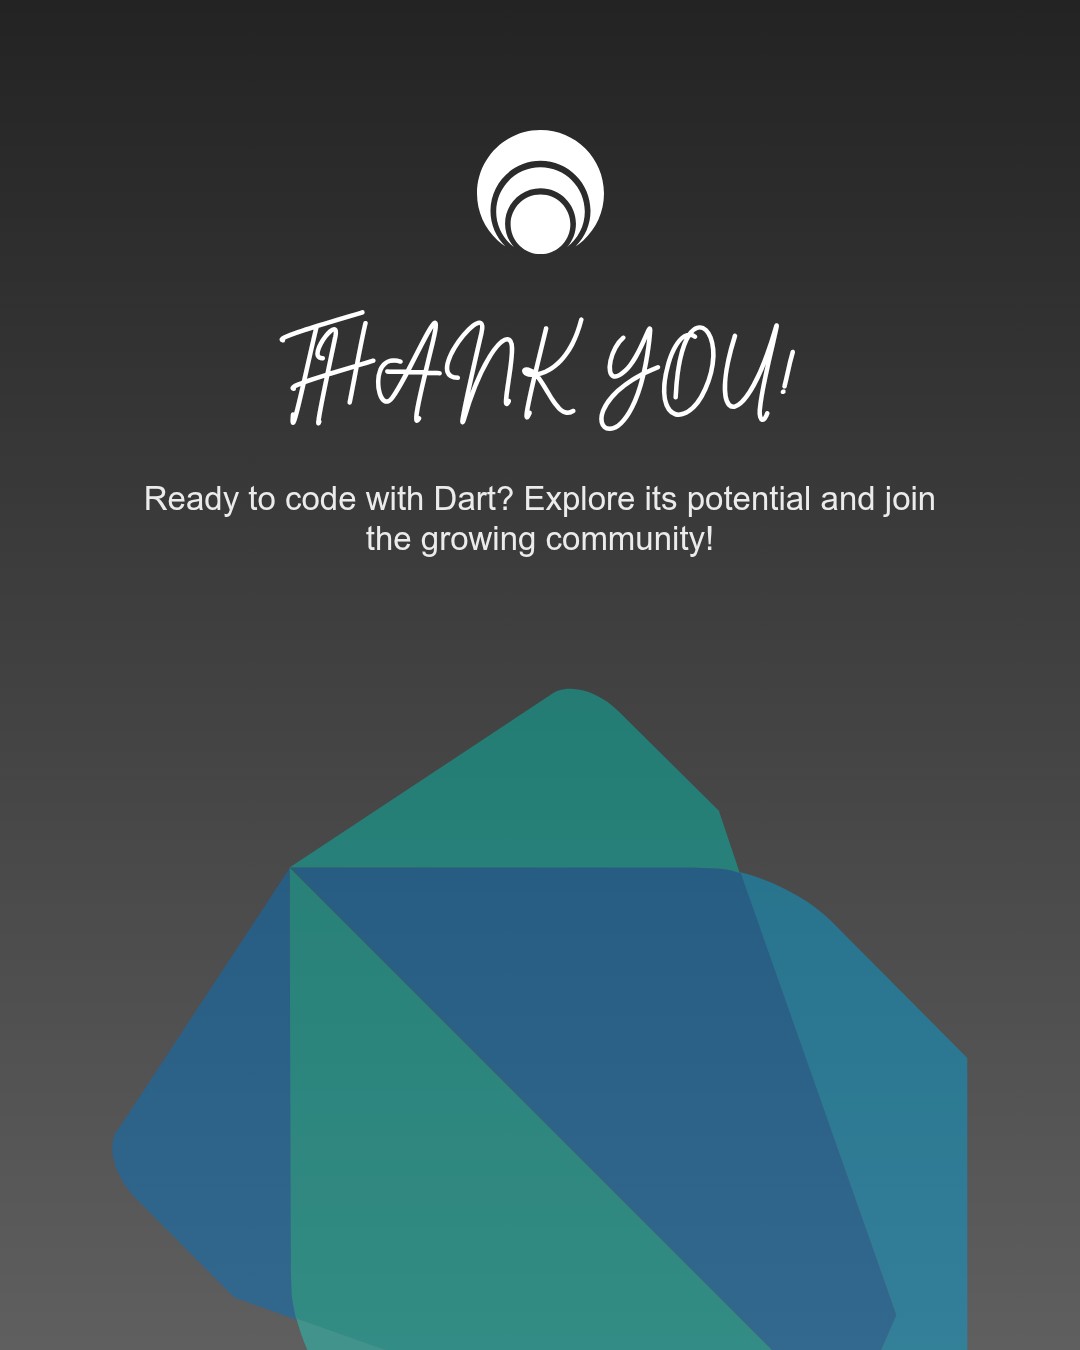 THANK YOU!
Ready to code with Dart? Explore its potential and join
the growing community!